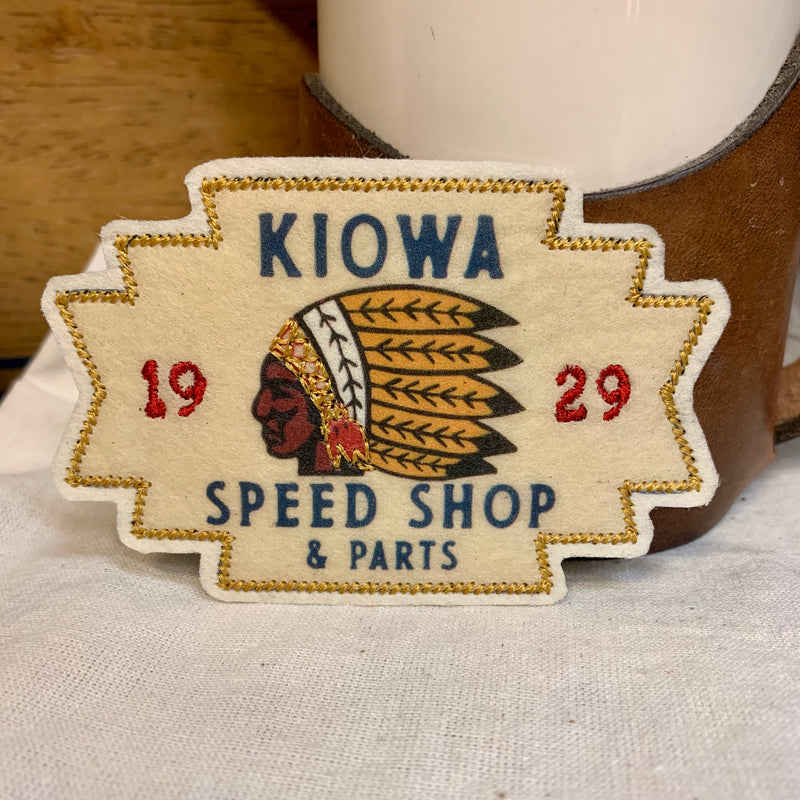 KIOWA
19 29
SPEED SHOP
& PARTS